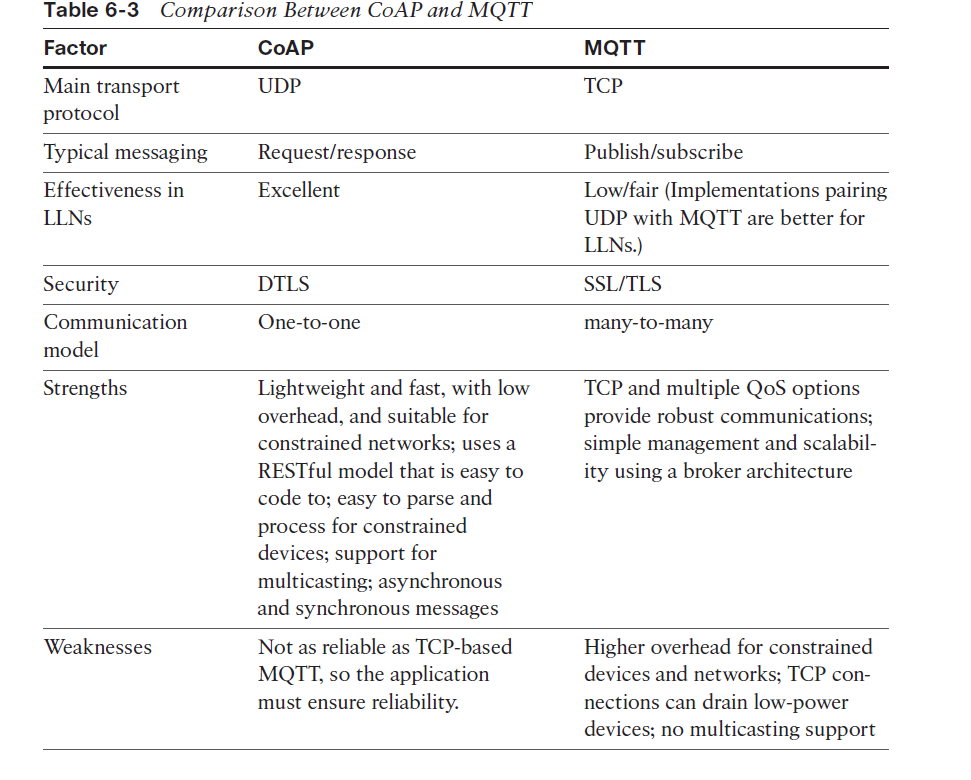 Table 6-3 Comparison Between CoAP and MQTT
Factor CoAP MQTT
Main transport protocol UDP TCP
Typical messaging Request/response Publish/subscribe
Effectiveness in LLNs Excellent Low/fair (Implementations pairing
UDP with MQTT are better for
LLNs.)
Security DTLS SSL/TLS
Communication model One-to-one many-to-many
Strengths
Lightweight and fast, with low
overhead, and suitable for
constrained networks; uses a
RESTful model that is easy to
code to; easy to parse and
process for constrained
devices; support for
multicasting; asynchronous
and synchronous messages
TCP and multiple QoS options
provide robust communications;
simple management and scalabil-
ity using a broker architecture
Weaknesses
Not as reliable as TCP-based
MQTT, so the application
must ensure reliability.
Higher overhead for constrained
devices and networks; TCP con-
nections can drain low-power
devices; no multicasting support